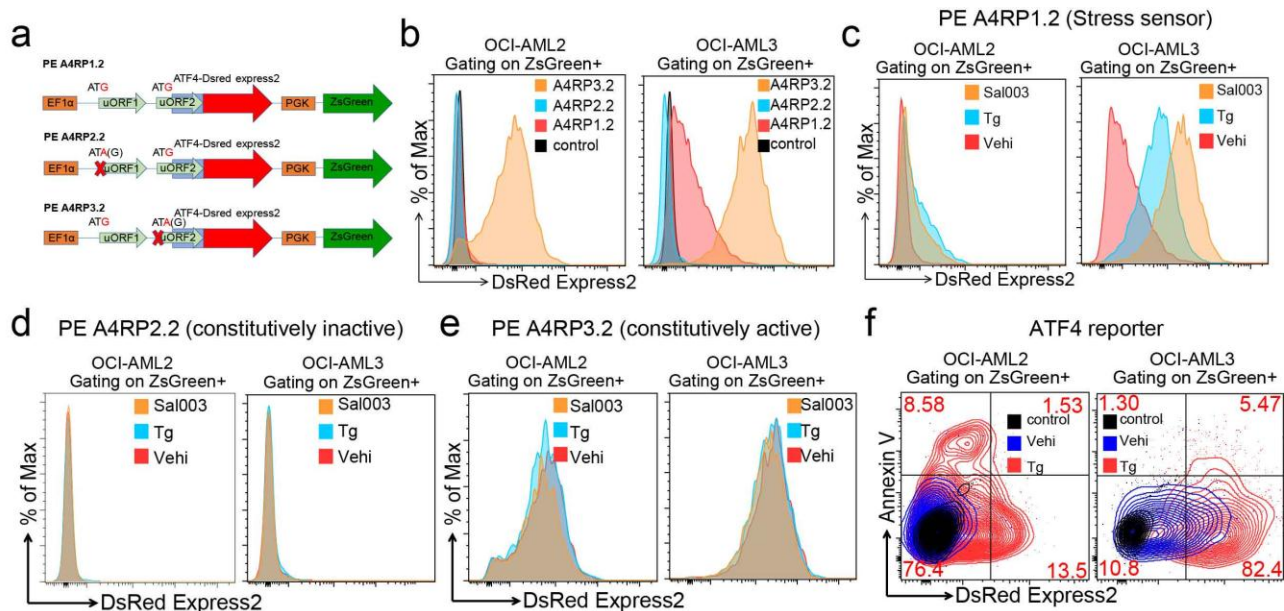 a
PE A4RP1.2
ATG
ATG
ATF4-Dsred express2
EF1α
uORF1
uORF2
PGK
ZsGreen
PE A4RP2.2
ATA(G)
ATG
ATF4-Dsred express2
EF1α
uORF1
uORF2
PGK
ZsGreen
PE A4RP3.2
ATG
ATA(G)
ATF4-Dsred express2
EF1α
uORF1
uORF2
PGK
ZsGreen
b
OCI-AML2
Gating on ZsGreen+
A4RP3.2
A4RP2.2
A4RP1.2
control
OCI-AML3
Gating on ZsGreen+
A4RP3.2
A4RP2.2
A4RP1.2
control
% of Max
DsRed Express2
c
PE A4RP1.2 (Stress sensor)
OCI-AML2
Gating on ZsGreen+
Sal003
Tg
Vehi
OCI-AML3
Gating on ZsGreen+
Sal003
Tg
Vehi
% of Max
DsRed Express2
d
PE A4RP2.2 (constitutively inactive)
OCI-AML2
Gating on ZsGreen+
Sal003
Tg
Vehi
OCI-AML3
Gating on ZsGreen+
Sal003
Tg
Vehi
% of Max
DsRed Express2
e
PE A4RP3.2 (constitutively active)
OCI-AML2
Gating on ZsGreen+
Sal003
Tg
Vehi
OCI-AML3
Gating on ZsGreen+
Sal003
Tg
Vehi
% of Max
DsRed Express2
f
ATF4 reporter
OCI-AML2
Gating on ZsGreen+
8.58
1.53
control
Vehi
Tg
76.4
13.5
OCI-AML3
Gating on ZsGreen+
1.30
5.47
control
Vehi
Tg
10.8
82.4
Annexin V
DsRed Express2